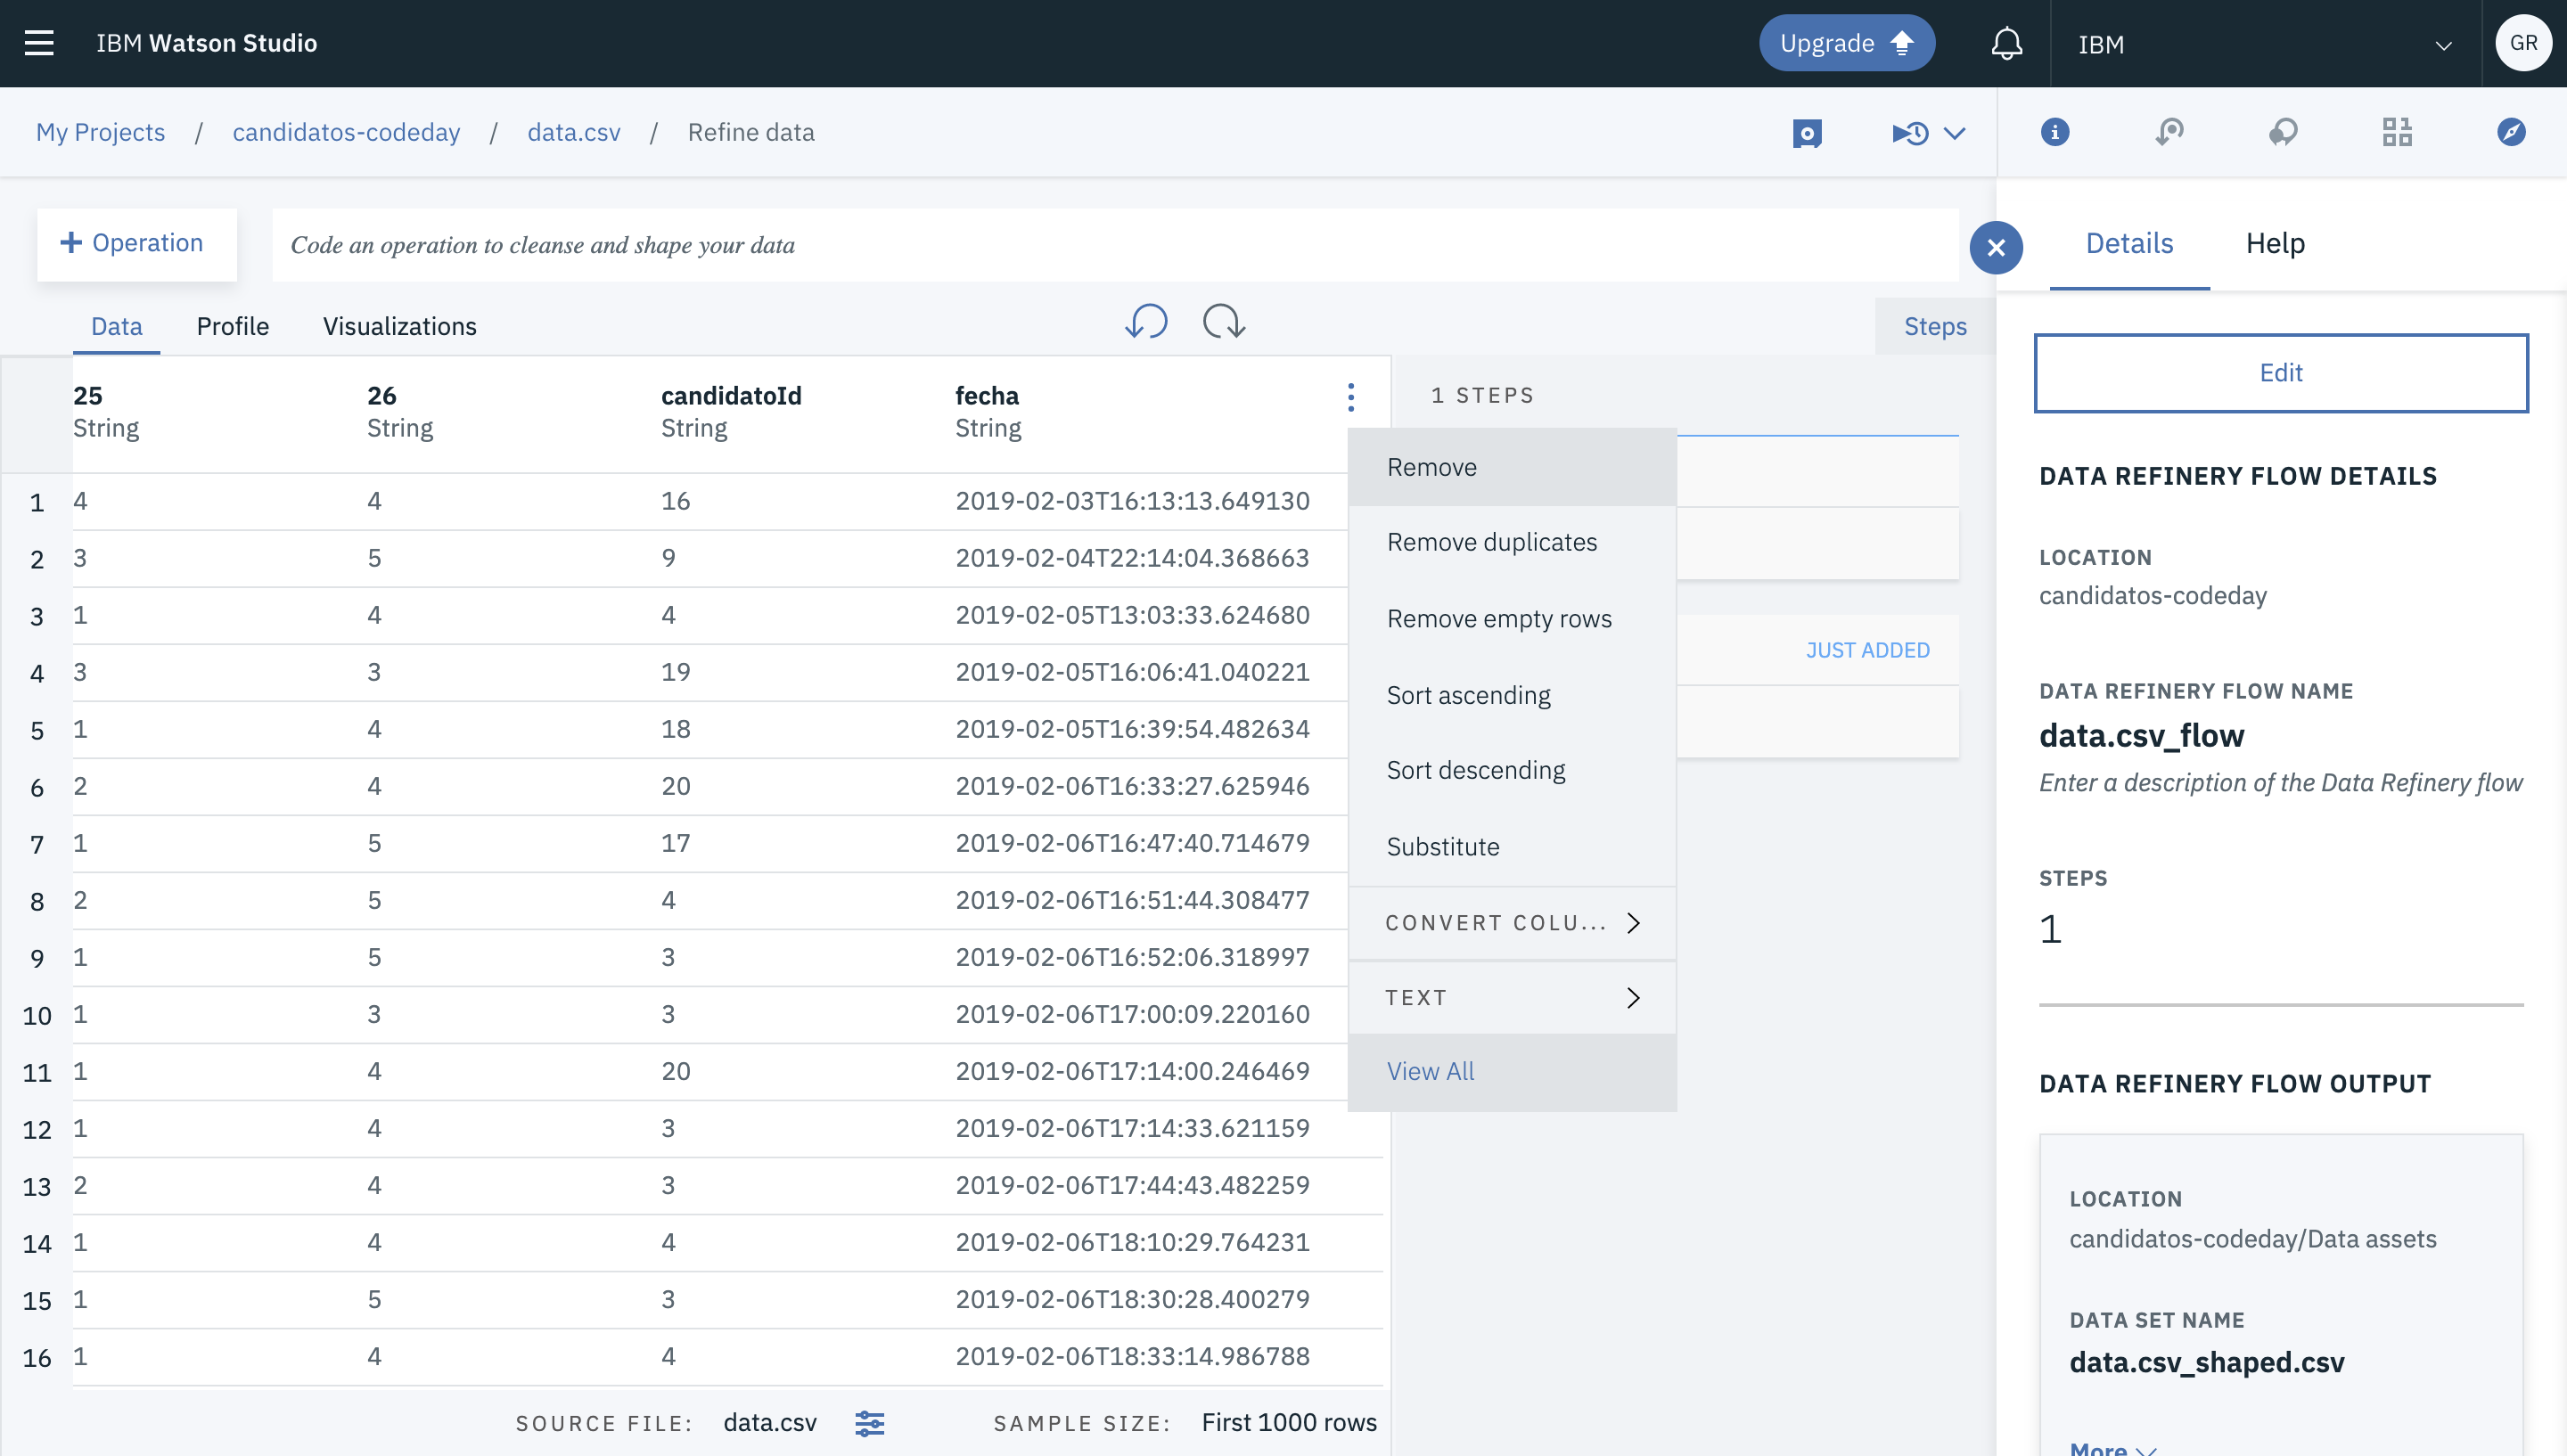 IBM Watson Studio
Upgrade
IBM
GR
My Projects / candidatos-codeday / data.csv / Refine data
Operation
Code an operation to cleanse and shape your data
Details
Help
Data
Profile
Visualizations
Steps
25 26 candidatoId fecha
String String String String
1 4 4 16 2019-02-03T16:13:13.649130
2 3 5 9 2019-02-04T22:14:04.368663
3 1 4 4 2019-02-05T13:03:33.624680
4 3 3 19 2019-02-05T16:06:41.040221
5 1 4 18 2019-02-05T16:39:54.482634
6 2 4 20 2019-02-06T16:33:27.625946
7 1 5 17 2019-02-06T16:47:40.714679
8 2 5 4 2019-02-06T16:51:44.308477
9 1 5 3 2019-02-06T16:52:06.318997
10 1 3 3 2019-02-06T17:00:09.220160
11 1 4 20 2019-02-06T17:14:00.246469
12 1 4 3 2019-02-06T17:14:33.621159
13 2 4 3 2019-02-06T17:44:43.482259
14 1 4 4 2019-02-06T18:10:29.764231
15 1 5 3 2019-02-06T18:30:28.400279
16 1 4 4 2019-02-06T18:33:14.986788
SOURCE FILE: data.csv
SAMPLE SIZE: First 1000 rows
1 STEPS
JUST ADDED
Remove
Remove duplicates
Remove empty rows
Sort ascending
Sort descending
Substitute
CONVERT COLU...
TEXT
View All
Edit
DATA REFINERY FLOW DETAILS
LOCATION
candidatos-codeday
DATA REFINERY FLOW NAME
data.csv_flow
Enter a description of the Data Refinery flow
STEPS
1
DATA REFINERY FLOW OUTPUT
LOCATION
candidatos-codeday/Data assets
DATA SET NAME
data.csv_shaped.csv
More